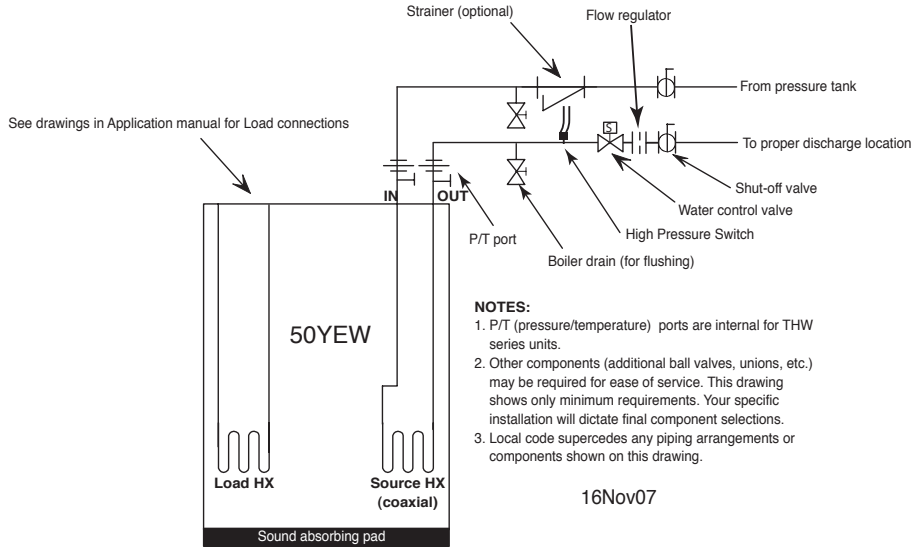 Strainer (optional)
Flow regulator
From pressure tank
See drawings in Application manual for Load connections
S
To proper discharge location
Shut-off valve
IN
OUT
Water control valve
P/T port
High Pressure Switch
Boiler drain (for flushing)
50YEW
NOTES:
1. P/T (pressure/temperature) ports are internal for THW
series units.
2. Other components (additional ball valves, unions, etc.)
may be required for ease of service. This drawing
shows only minimum requirements. Your specific
installation will dictate final component selections.
3. Local code supercedes any piping arrangements or
components shown on this drawing.
Load HX
Source HX
(coaxial)
16Nov07
Sound absorbing pad